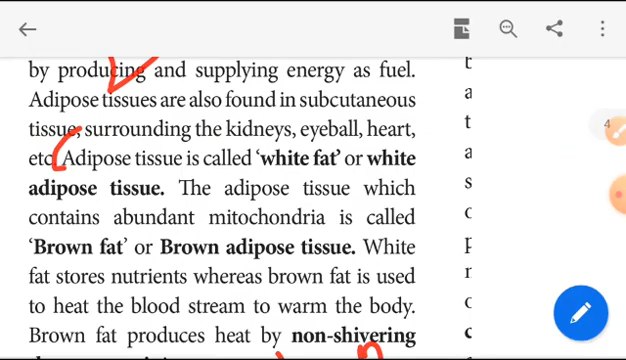 by producing and supplying energy as fuel.
Adipose tissues are also found in subcutaneous
tissue, surrounding the kidneys, eyeball, heart,
etc. Adipose tissue is called ‘white fat’ or white
adipose tissue. The adipose tissue which
contains abundant mitochondria is called
‘Brown fat’ or Brown adipose tissue. White
fat stores nutrients whereas brown fat is used
to heat the blood stream to warm the body.
Brown fat produces heat by non-shivering
4